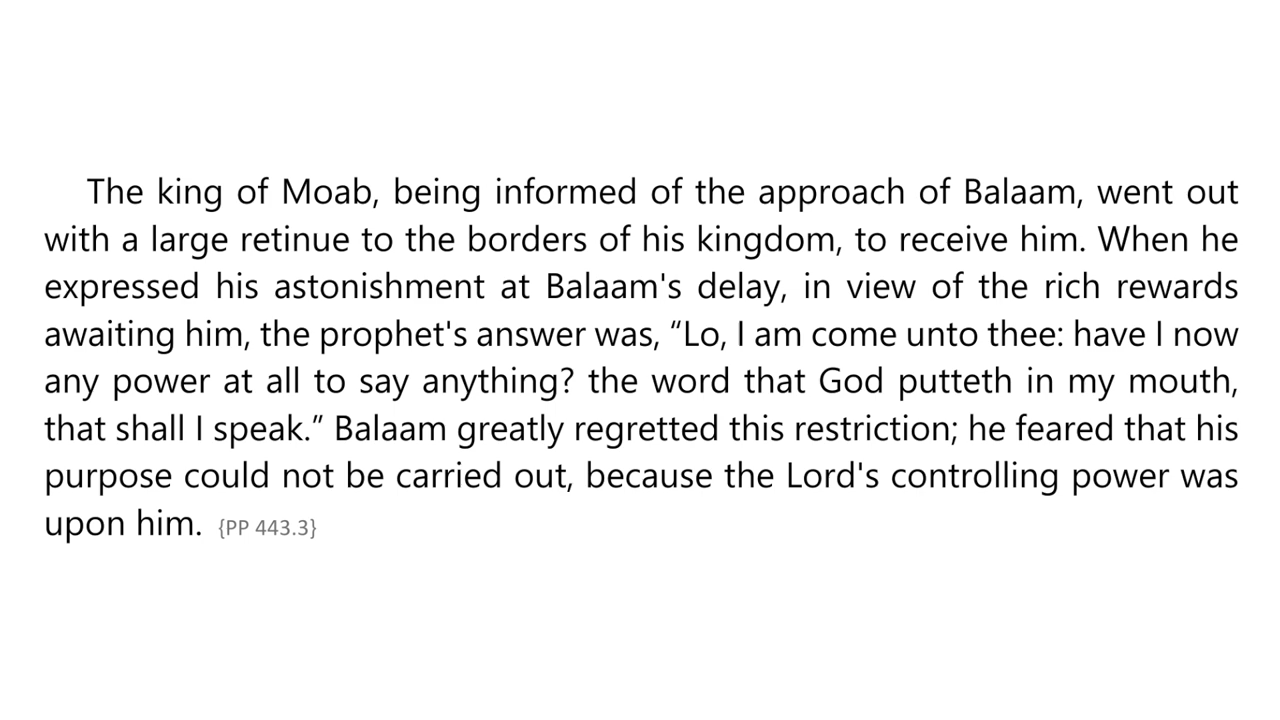 The king of Moab, being informed of the approach of Balaam, went out
with a large retinue to the borders of his kingdom, to receive him. When he
expressed his astonishment at Balaam's delay, in view of the rich rewards
awaiting him, the prophet's answer was, “Lo, I am come unto thee: have I now
any power at all to say anything? the word that God putteth in my mouth,
that shall I speak.” Balaam greatly regretted this restriction; he feared that his
purpose could not be carried out, because the Lord's controlling power was
upon him. {PP 443.3}